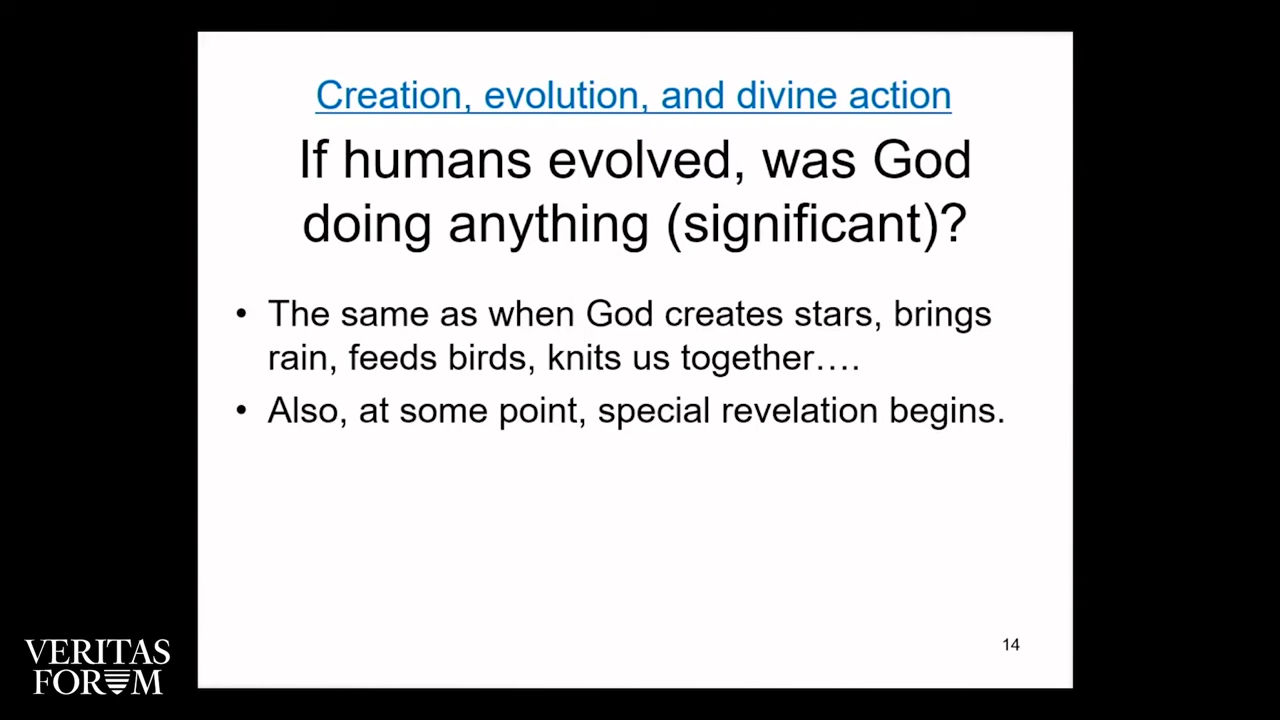 Creation, evolution, and divine action
If humans evolved, was God
doing anything (significant)?
• The same as when God creates stars, brings
rain, feeds birds, knits us together….
• Also, at some point, special revelation begins.
14
VERITAS
FORUM